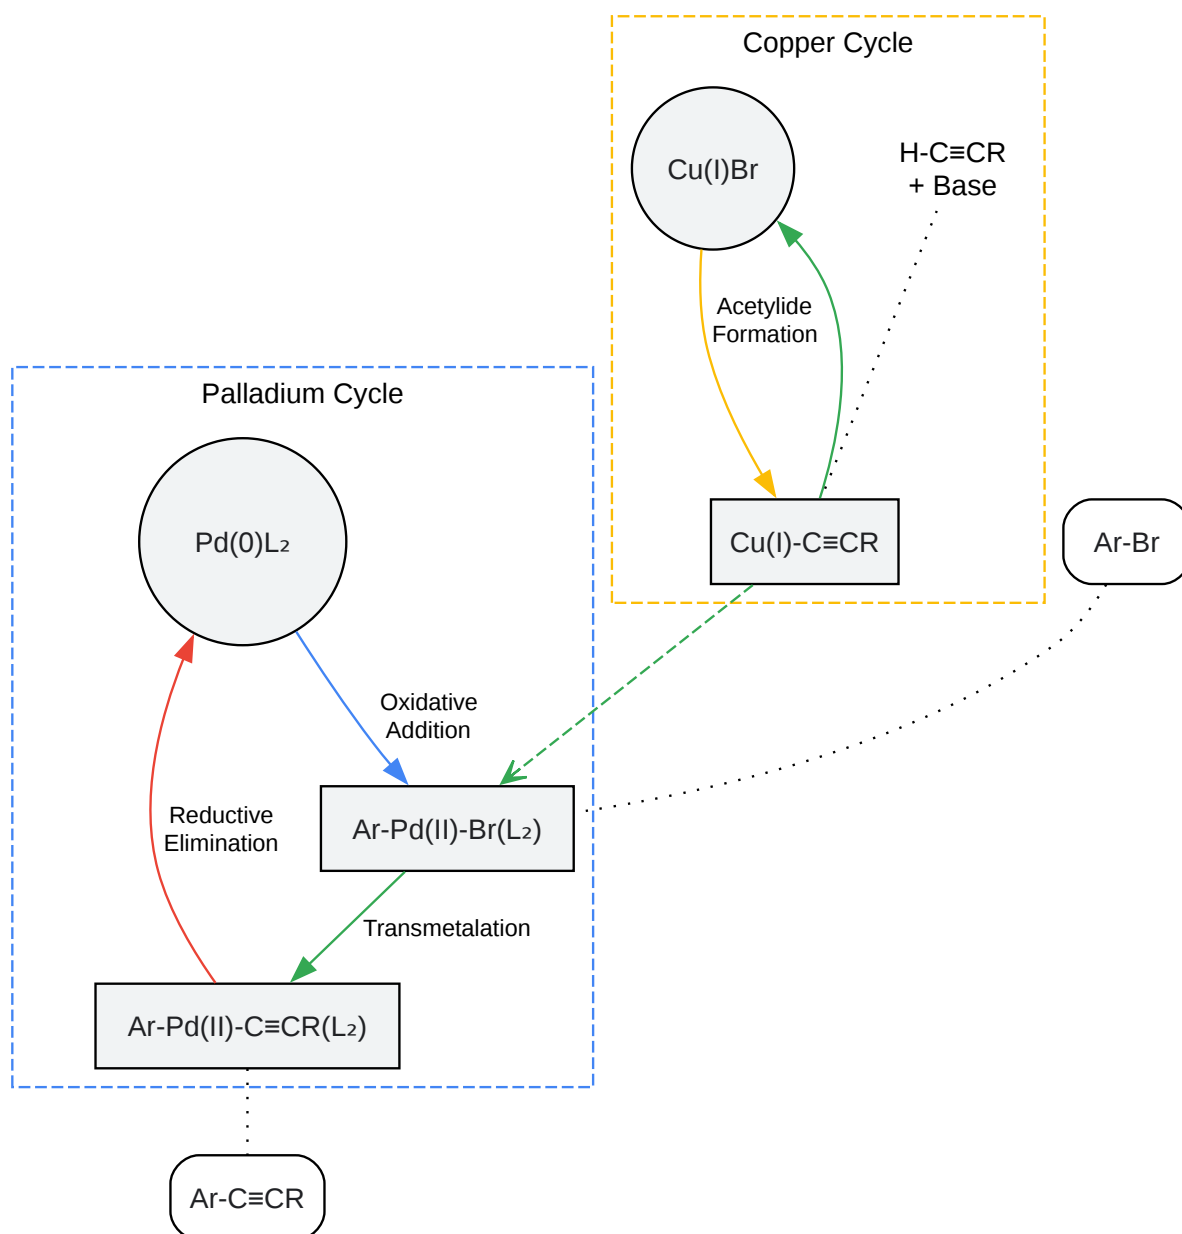 Copper Cycle
Cu(I)Br
H-C≡CR
+ Base
Acetylide
Formation
Palladium Cycle
Pd(0)L₂
Cu(I)-C≡CR
Ar-Br
Oxidative
Addition
Reductive
Elimination
Ar-Pd(II)-Br(L₂)
Transmetalation
Ar-Pd(II)-C≡CR(L₂)
Ar-C≡CR